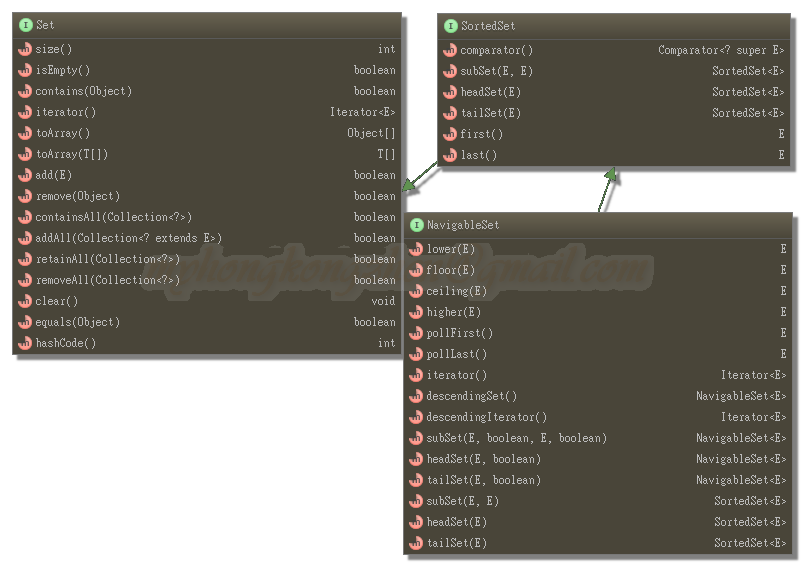 Set
size() int
isEmpty() boolean
contains(Object) boolean
iterator() Iterator<E>
toArray() Object[]
toArray(T[]) T[]
add(E) boolean
remove(Object) boolean
containsAll(Collection<?>) boolean
addAll(Collection<? extends E>) boolean
retainAll(Collection<?>) boolean
removeAll(Collection<?>) boolean
clear() void
equals(Object) boolean
hashCode() int
SortedSet
comparator() Comparator<? super E>
subSet(E, E) SortedSet<E>
headSet(E) SortedSet<E>
tailSet(E) SortedSet<E>
first() E
last() E
NavigableSet
lower(E) E
floor(E) E
ceiling(E) E
higher(E) E
pollFirst() E
pollLast() E
iterator() Iterator<E>
descendingSet() NavigableSet<E>
descendingIterator() Iterator<E>
subSet(E, boolean, E, boolean) NavigableSet<E>
headSet(E, boolean) NavigableSet<E>
tailSet(E, boolean) NavigableSet<E>
subSet(E, E) SortedSet<E>
headSet(E) SortedSet<E>
tailSet(E) SortedSet<E>